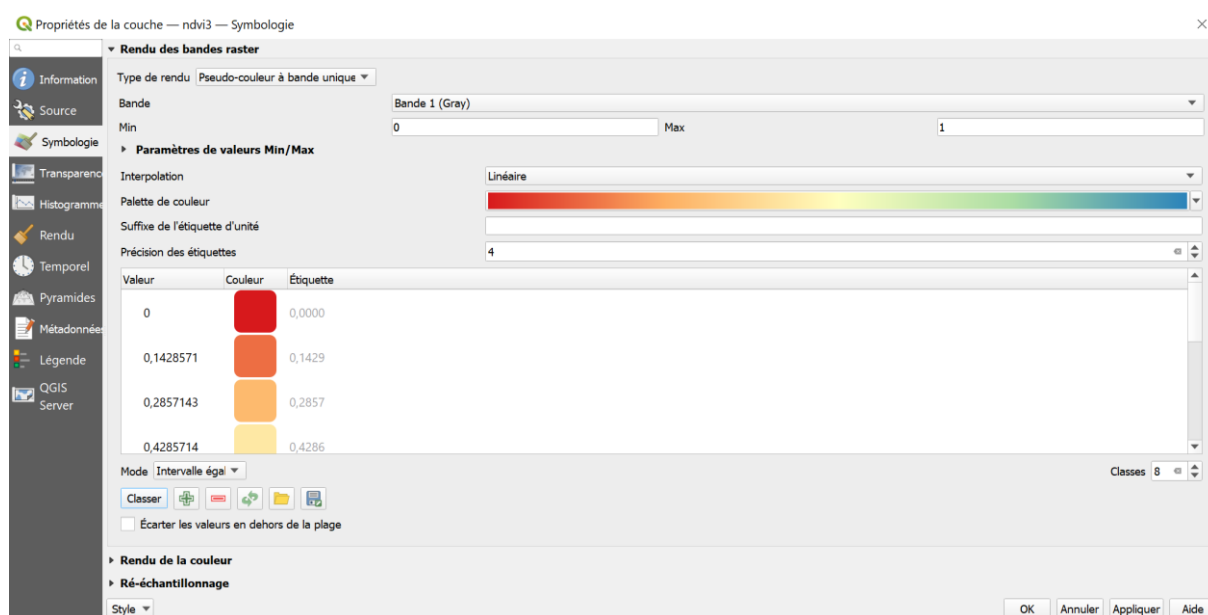 Propriétés de la couche — ndvi3 — Symbologie
Rendu des bandes raster
Information
Type de rendu Pseudo-couleur à bande unique
Source
Bande Bande 1 (Gray)
Symbologie
Min 0 Max 1
Paramètres de valeurs Min/Max
Transparenc
Interpolation Linéaire
Histogramme
Palette de couleur
Rendu
Suffixe de l'étiquette d'unité
Précision des étiquettes 4
Temporel
Valeur Couleur Étiquette
Pyramides
0 0,0000
Métadonnées
0,1428571 0,1429
Légende
QGIS
Server
0,2857143 0,2857
0,4285714 0,4286
Mode Intervalle égal Classes 8
Classer
Écarter les valeurs en dehors de la plage
Rendu de la couleur
Ré-échantillonnage
Style OK Annuler Appliquer Aide